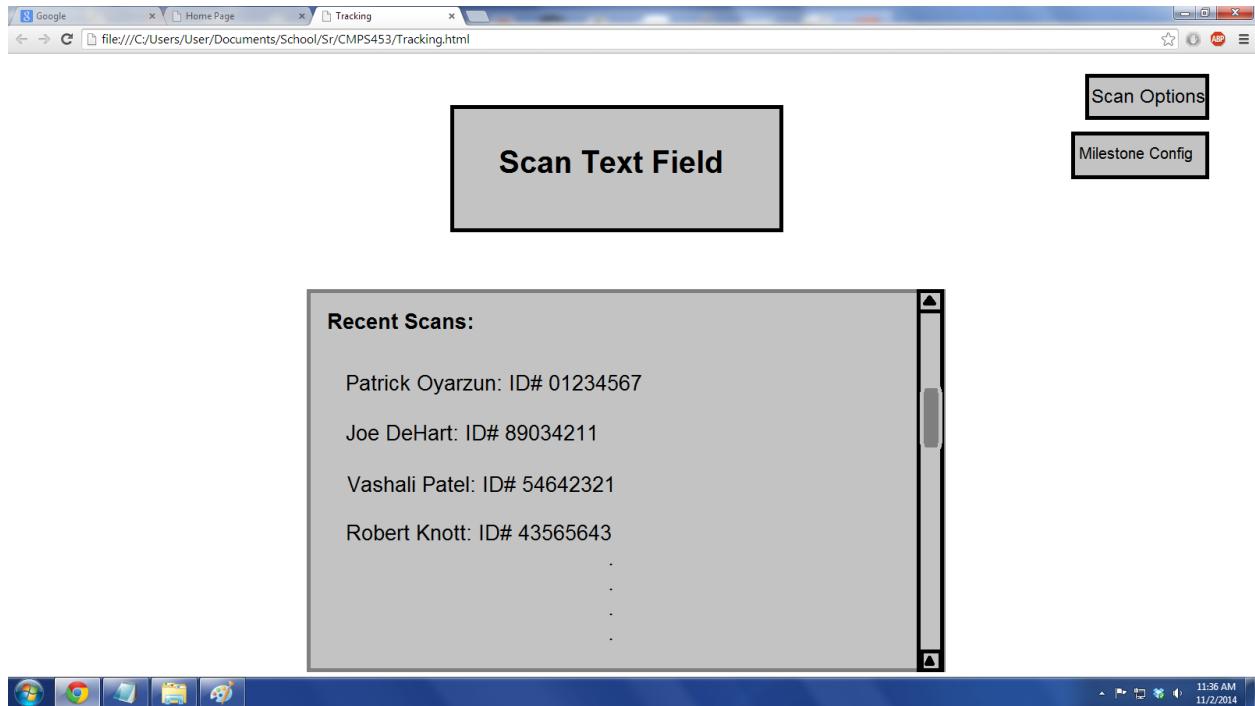 Google
Home Page
Tracking
file:///C:/Users/User/Documents/School/Sr/CMPS453/Tracking.html
ABP
Scan Options
Milestone Config
Scan Text Field
Recent Scans:
Patrick Oyarzun: ID# 01234567
Joe DeHart: ID# 89034211
Vashali Patel: ID# 54642321
Robert Knott: ID# 43565643
.
.
.
.
11:36 AM
11/2/2014